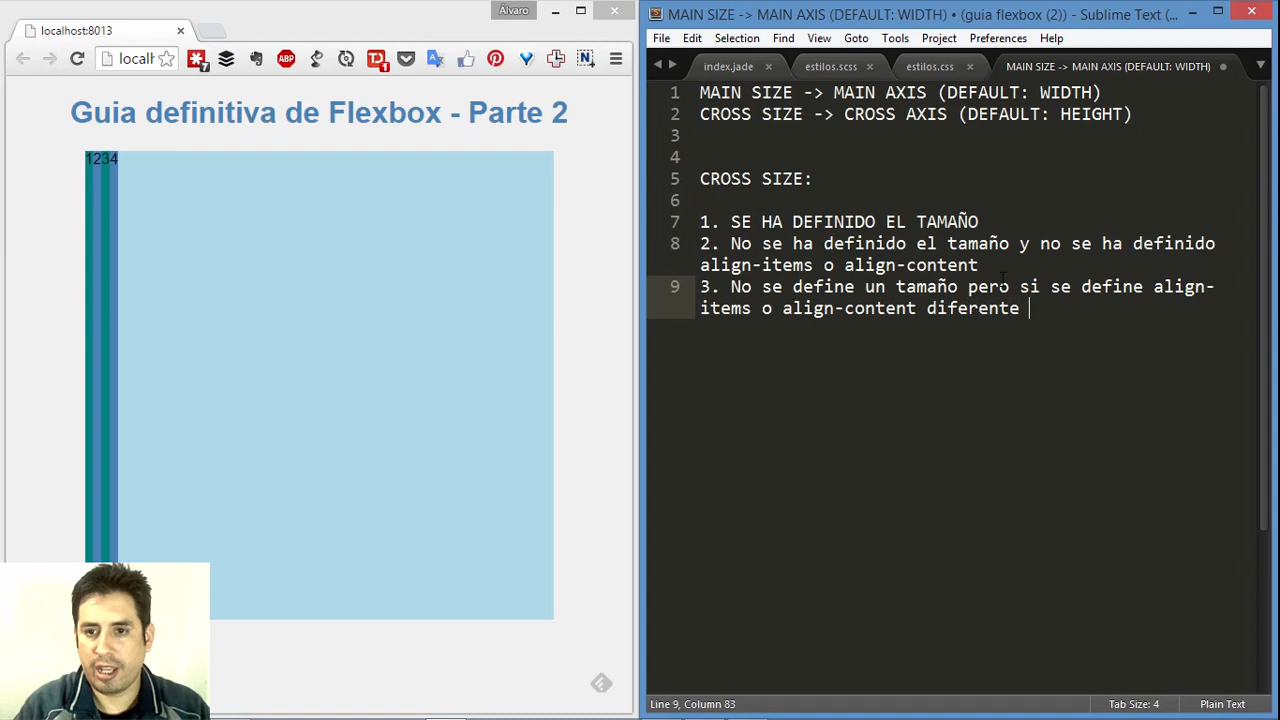 Álvaro
localhost:8013
localh
7
ABP
1
Guia definitiva de Flexbox - Parte 2
1234
MAIN SIZE -> MAIN AXIS (DEFAULT: WIDTH) • (guia flexbox (2)) - Sublime Text (...
File Edit Selection Find View Goto Tools Project Preferences Help
index.jade estilos.scss estilos.css MAIN SIZE -> MAIN AXIS (DEFAULT: WIDTH)
1 MAIN SIZE -> MAIN AXIS (DEFAULT: WIDTH)
2 CROSS SIZE -> CROSS AXIS (DEFAULT: HEIGHT)
3
4
5 CROSS SIZE:
6
7 1. SE HA DEFINIDO EL TAMAÑO
8 2. No se ha definido el tamaño y no se ha definido
align-items o align-content
9 3. No se define un tamaño pero si se define align-
items o align-content diferente
Line 9, Column 83 Tab Size: 4 Plain Text